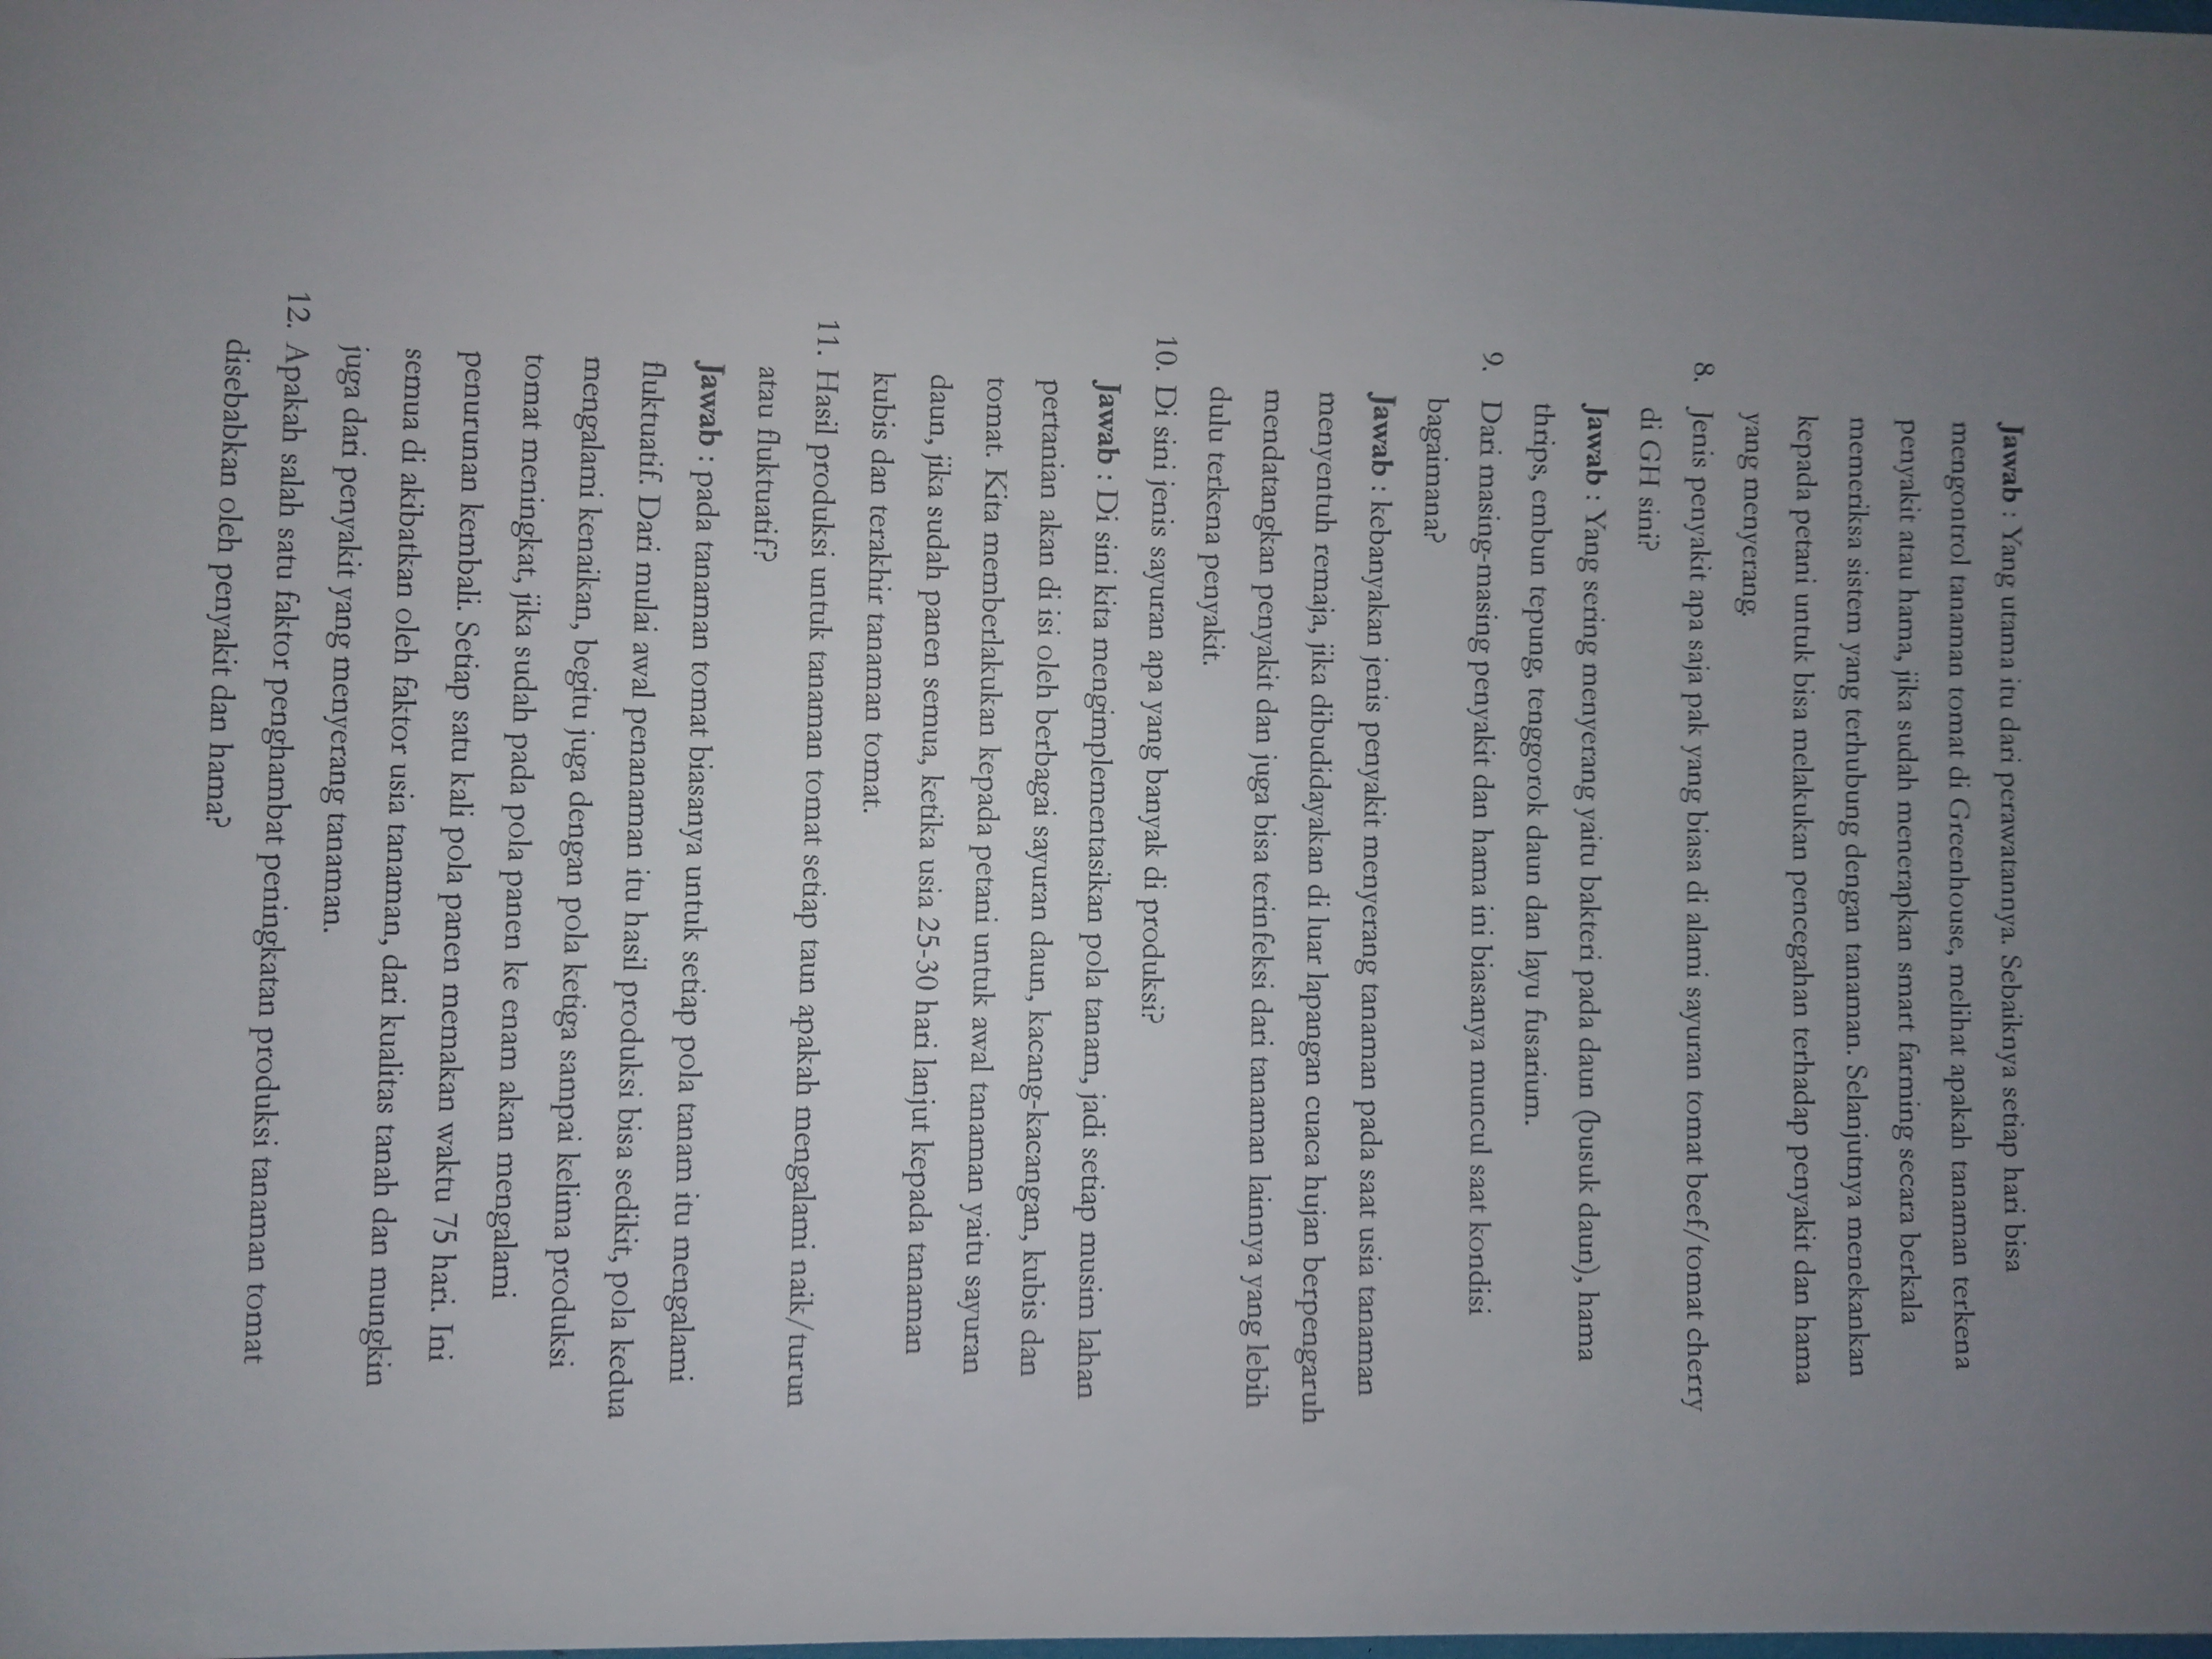 Jawab : Yang utama itu dari perawatannya. Sebaiknya setiap hari bisa
mengontrol tanaman tomat di Greenhouse, melihat apakah tanaman terkena
penyakit atau hama, jika sudah menerapkan smart farming secara berkala
memeriksa sistem yang terhubung dengan tanaman. Selanjutnya menekankan
kepada petani untuk bisa melakukan pencegahan terhadap penyakit dan hama
yang menyerang.
8. Jenis penyakit apa saja pak yang biasa di alami sayuran tomat beef/tomat cherry
di GH sini?
Jawab : Yang sering menyerang yaitu bakteri pada daun (busuk daun), hama
thrips, embun tepung, tenggorok daun dan layu fusarium.
9. Dari masing-masing penyakit dan hama ini biasanya muncul saat kondisi
bagaimana?
Jawab : kebanyakan jenis penyakit menyerang tanaman pada saat usia tanaman
menyentuh remaja, jika dibudidayakan di luar lapangan cuaca hujan berpengaruh
mendatangkan penyakit dan juga bisa terinfeksi dari tanaman lainnya yang lebih
dulu terkena penyakit.
10. Di sini jenis sayuran apa yang banyak di produksi?
Jawab : Di sini kita mengimplementasikan pola tanam, jadi setiap musim lahan
pertanian akan di isi oleh berbagai sayuran daun, kacang-kacangan, kubis dan
tomat. Kita memberlakukan kepada petani untuk awal tanaman yaitu sayuran
daun, jika sudah panen semua, ketika usia 25-30 hari lanjut kepada tanaman
kubis dan terakhir tanaman tomat.
11. Hasil produksi untuk tanaman tomat setiap taun apakah mengalami naik/turun
atau fluktuatif?
Jawab : pada tanaman tomat biasanya untuk setiap pola tanam itu mengalami
fluktuatif. Dari mulai awal penanaman itu hasil produksi bisa sedikit, pola kedua
mengalami kenaikan, begitu juga dengan pola ketiga sampai kelima produksi
tomat meningkat, jika sudah pada pola panen ke enam akan mengalami
penurunan kembali. Setiap satu kali pola panen memakan waktu 75 hari. Ini
semua di akibatkan oleh faktor usia tanaman, dari kualitas tanah dan mungkin
juga dari penyakit yang menyerang tanaman.
12. Apakah salah satu faktor penghambat peningkatan produksi tanaman tomat
disebabkan oleh penyakit dan hama?